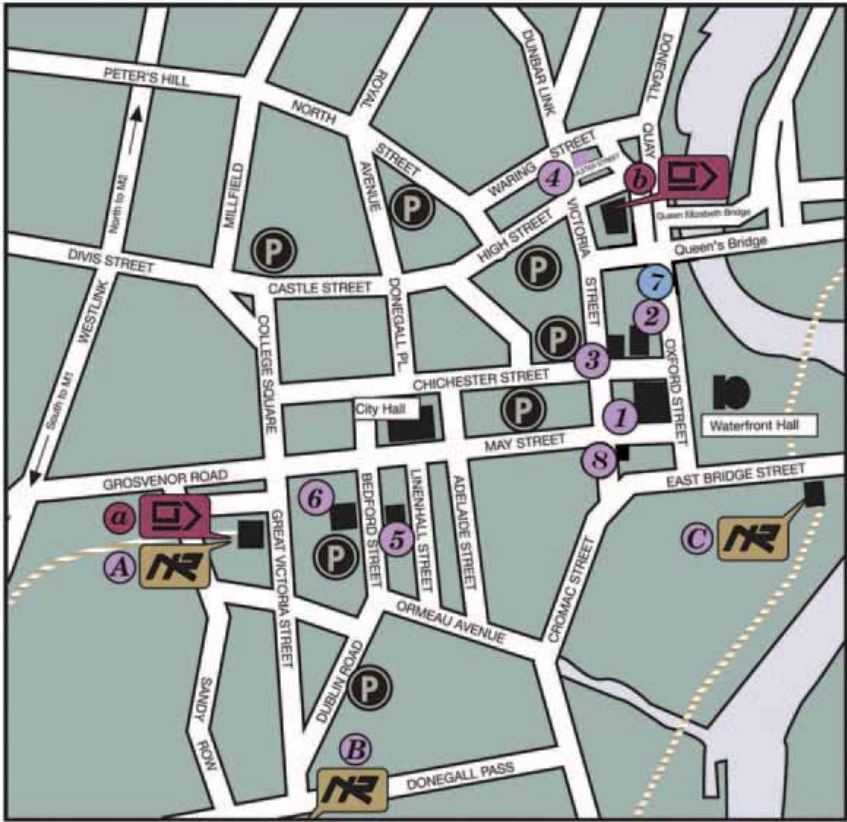 PETER'S HILL
NORTH
STREET
ROYAL
AVENUE
DUNBAR LINK
DONEGALL
QUAY
WARING STREET
4
b
North to M2
MILLFIELD
P
P
HIGH STREET
VICTORIA
STREET
Queen Elizabeth Bridge
Queen's Bridge
DIVIS STREET
CASTLE STREET
DONEGALL PL.
P
7
2
WESTLINK
South to M1
COLLEGE SQUARE
P
3
OXFORD STREET
CHICHESTER STREET
City Hall
P
1
Waterfront Hall
MAY STREET
8
GROSVENOR ROAD
EAST BRIDGE STREET
a
A
GREAT VICTORIA STREET
6
P
BEDFORD STREET
5
LINENHALL STREET
ADELAIDE STREET
CROMAC STREET
C
NR
NR
ORMEAU AVENUE
SANDY
ROW
DUBLIN ROAD
P
B
NR
DONEGALL PASS